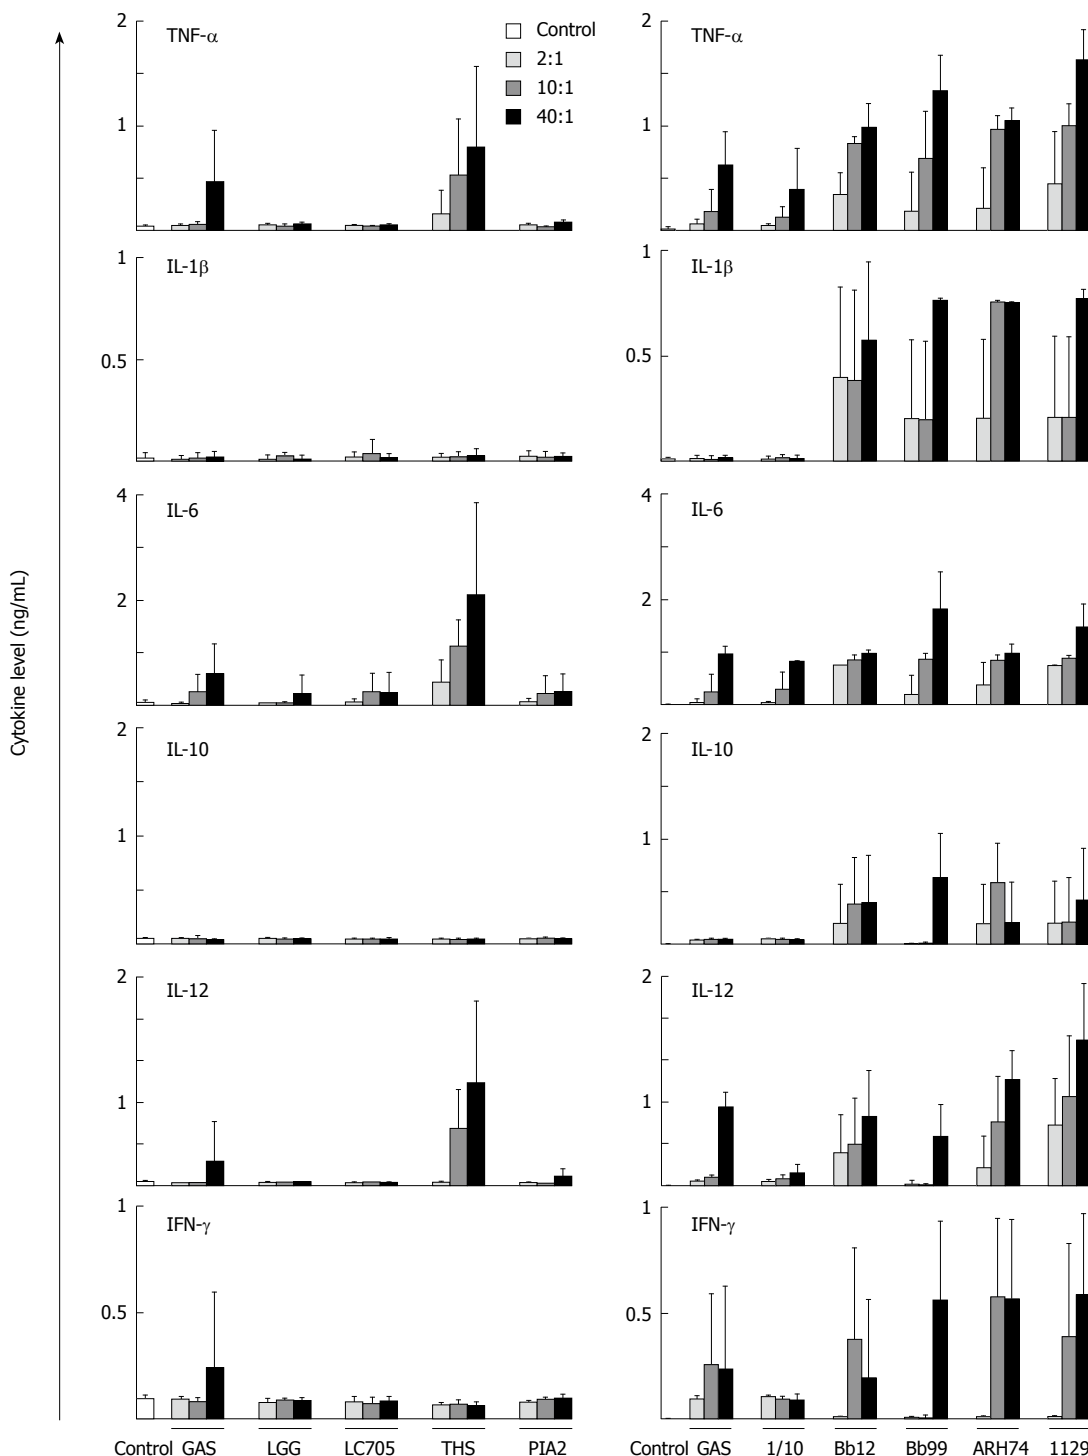 Cytokine level (ng/mL)
TNF-α
2
1
Control
2:1
10:1
40:1
IL-1β
1
0.5
IL-6
4
2
IL-10
2
1
IL-12
2
1
IFN-γ
1
0.5
Control GAS LGG LC705 THS PIA2
TNF-α
2
1
IL-1β
1
0.5
IL-6
4
2
IL-10
2
1
IL-12
2
1
IFN-γ
1
0.5
Control GAS 1/10 Bb12 Bb99 ARH74 1129